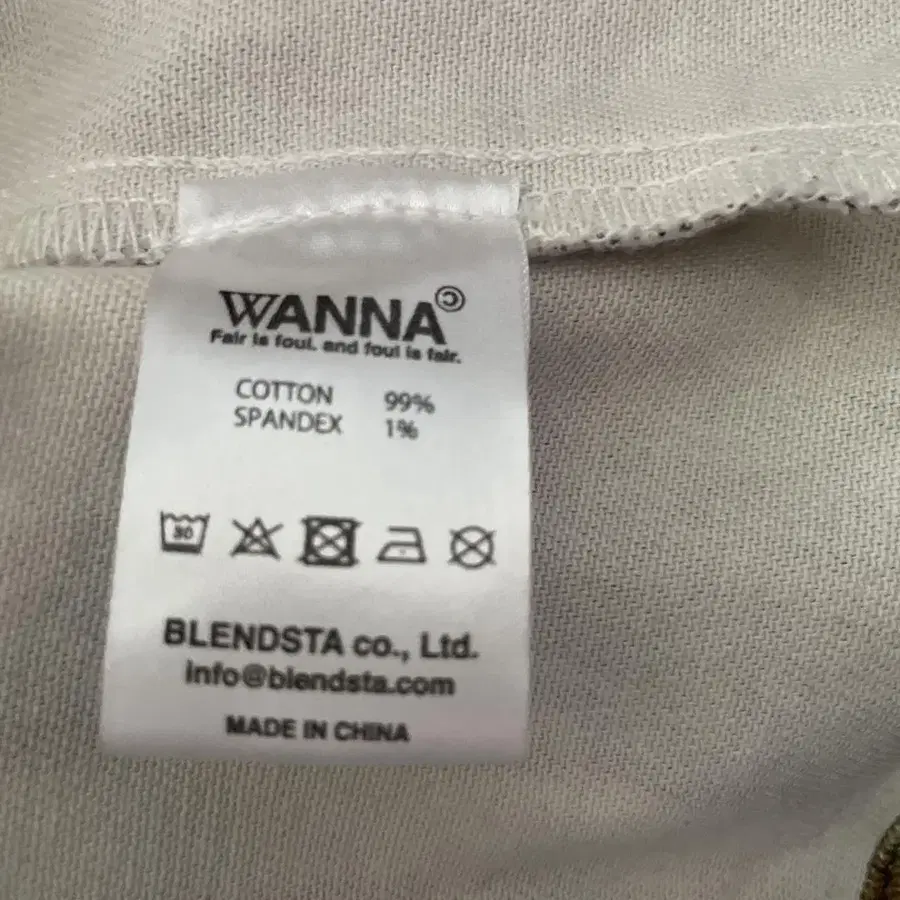 WANNA©
Fair is foul. and foul is fair.
COTTON 99%
SPANDEX 1%
30
BLENDSTA co., Ltd.
info@blendsta.com
MADE IN CHINA